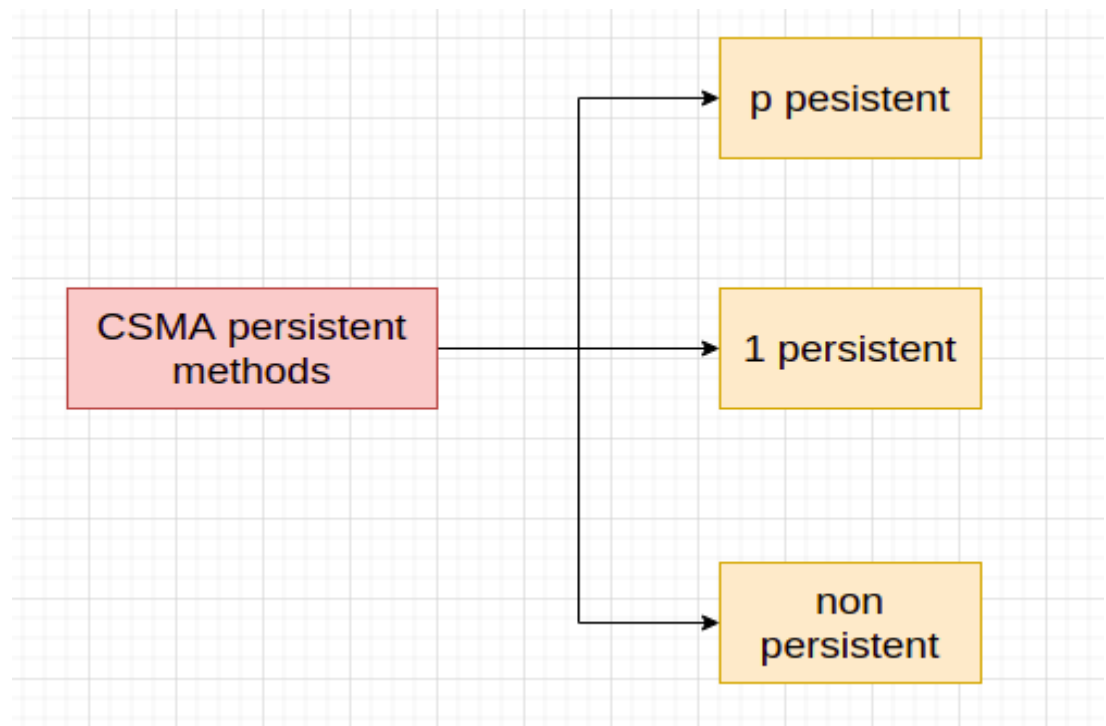 p pesistent
CSMA persistent
methods
1 persistent
non
persistent